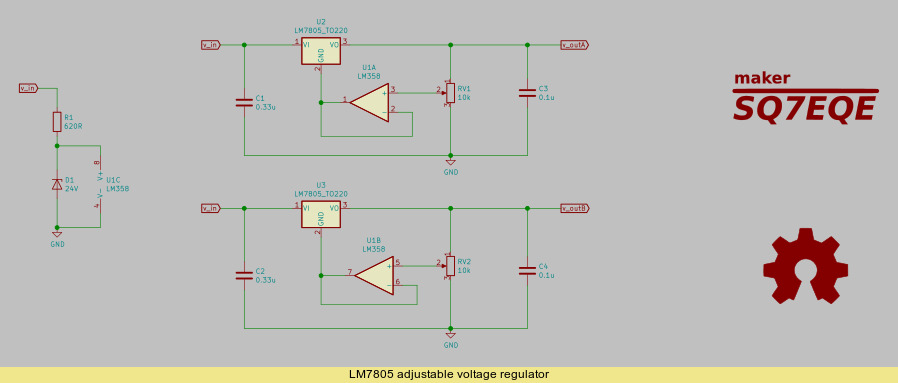 v_in
R1
620R
D1
24V
8
V+
V-
4
U1C
LM358
GND
v_in
U2
LM7805_TO220
1
VI
VO
3
GND
2
v_outA
U1A
LM358
1
+
3
-
2
C1
0.33u
1
2
3
RV1
10k
C3
0.1u
GND
v_in
U3
LM7805_TO220
1
VI
VO
3
GND
2
v_outB
U1B
LM358
7
+
5
-
6
C2
0.33u
1
2
3
RV2
10k
C4
0.1u
GND
maker
SQ7EQE
LM7805 adjustable voltage regulator